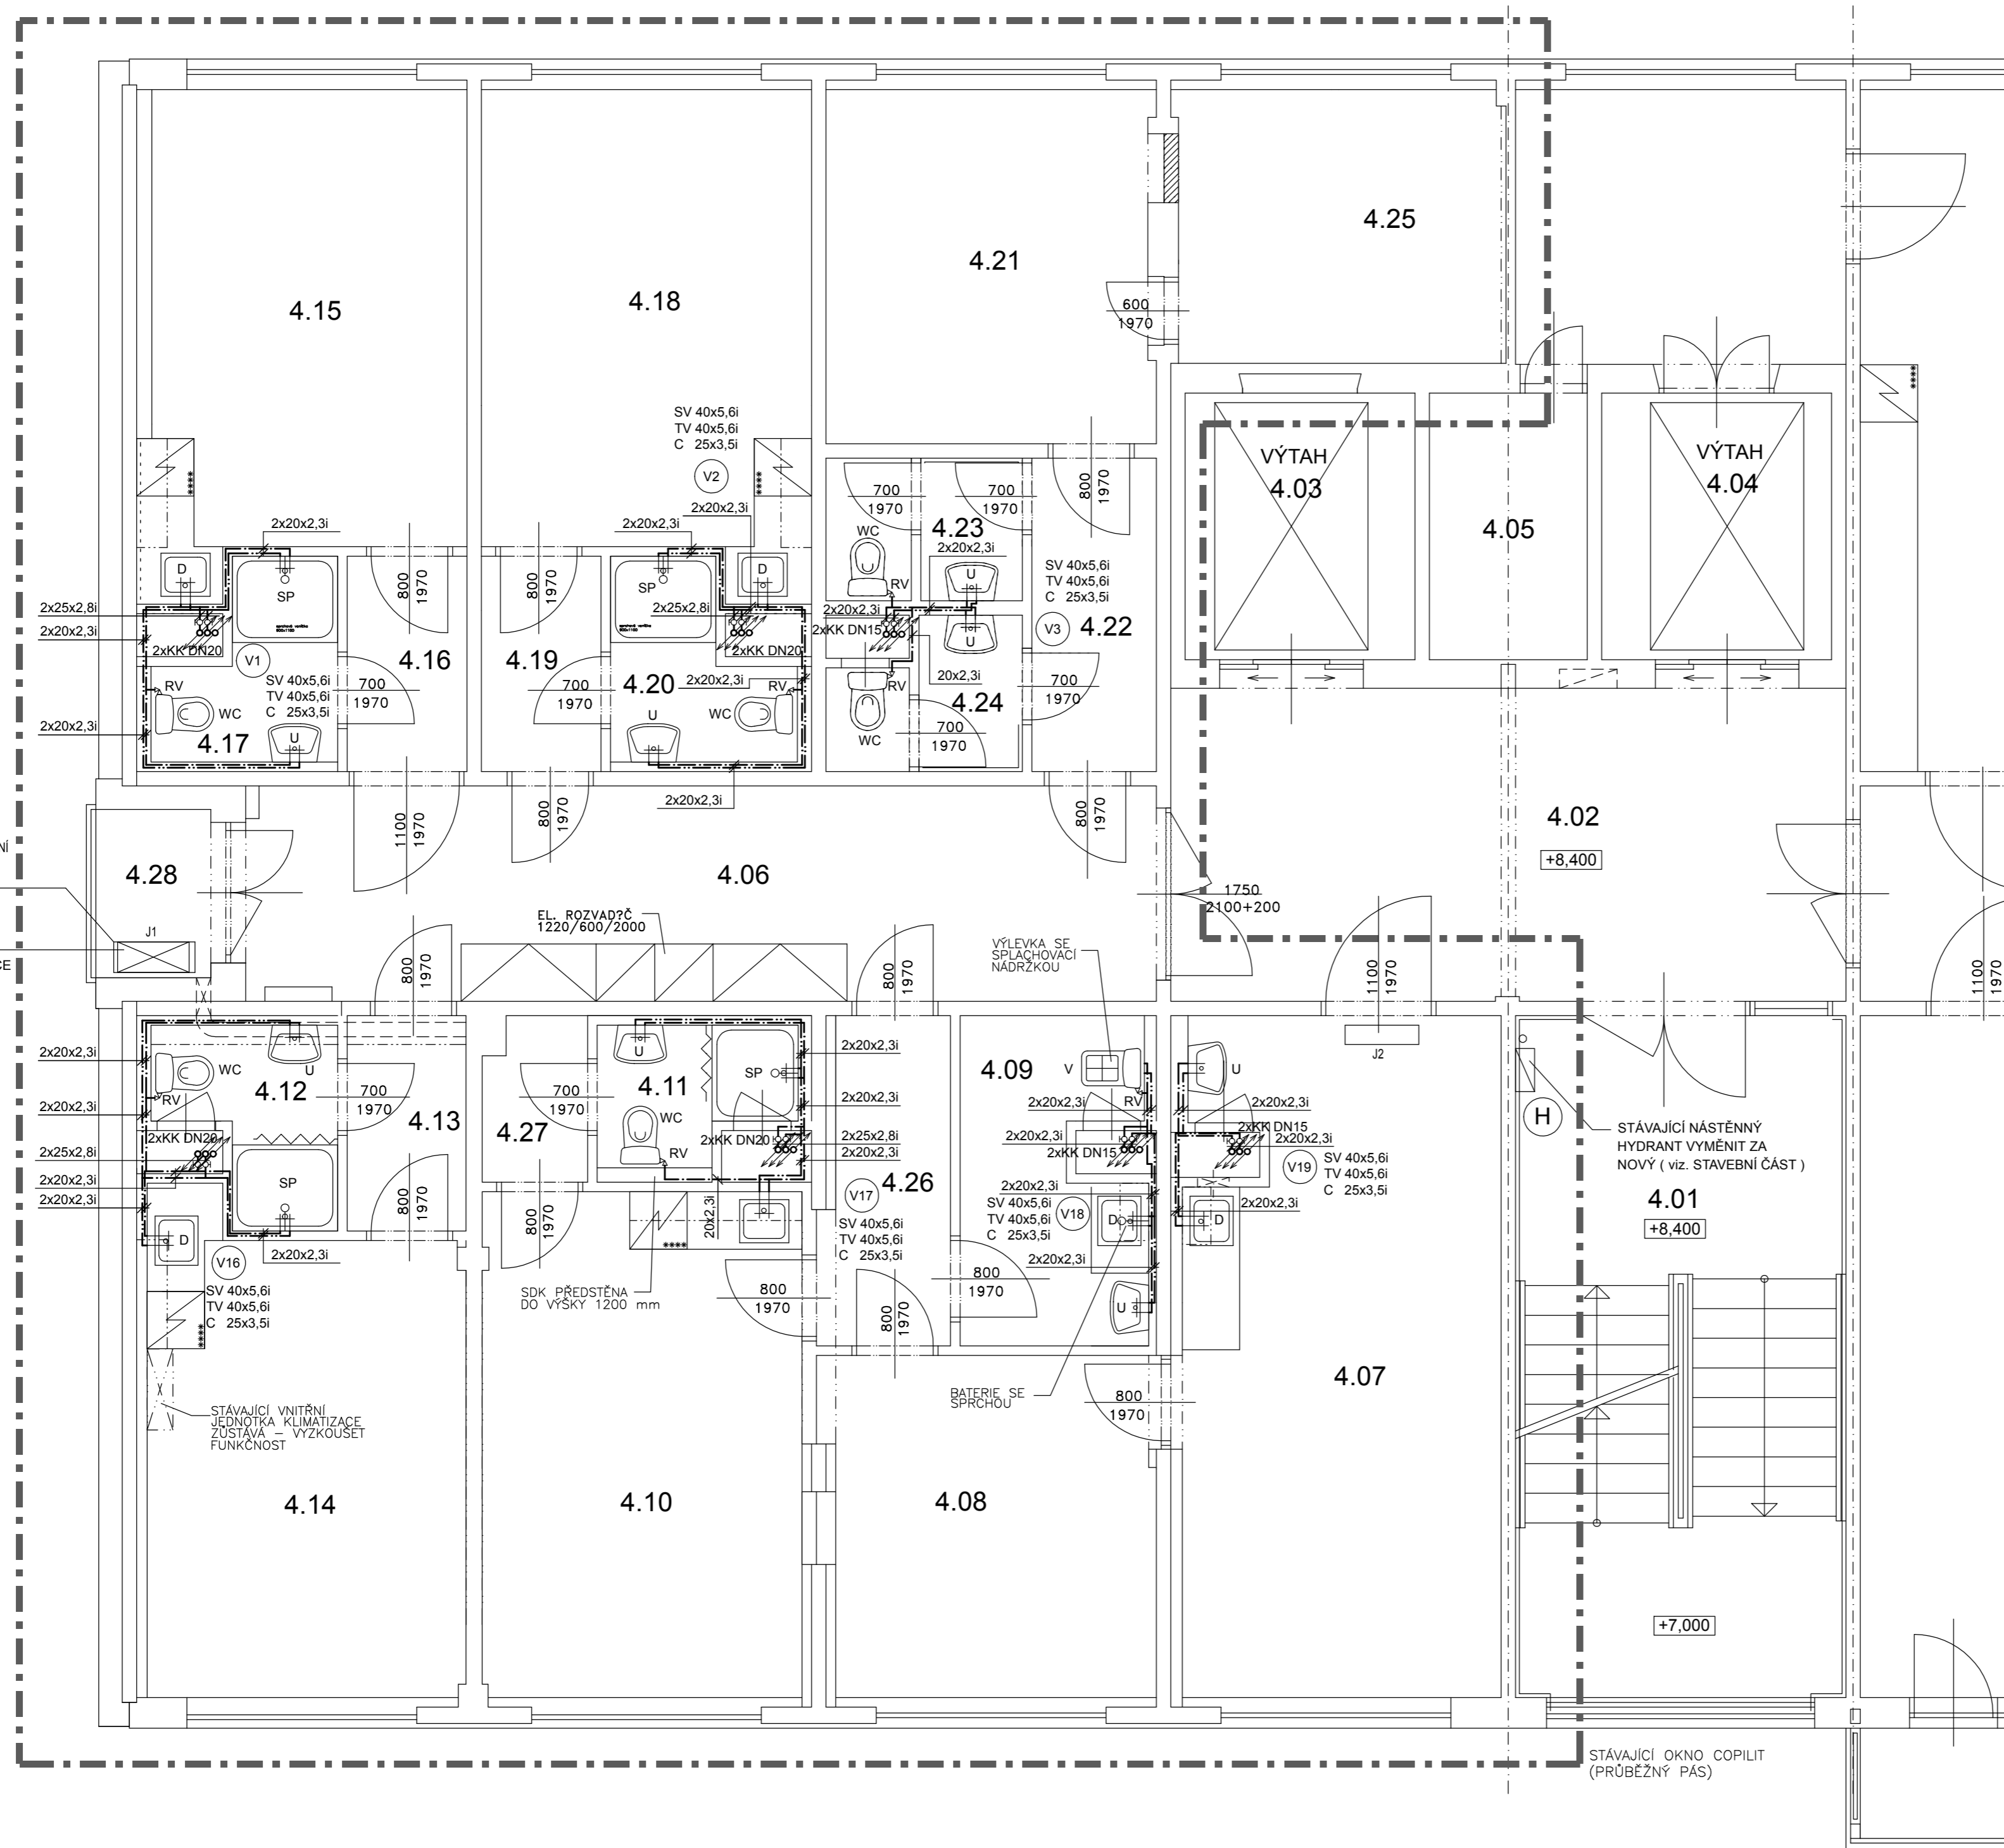 4.15
4.18
4.21
4.25
600
1970
SV 40x5,6i
TV 40x5,6i
C 25x3,5i
V2
2x20x2,3i
2x20x2,3i
2x20x2,3i
D
SP
800
1970
800
1970
SP
D
2x25x2,8i
2x20x2,3i
2xKK DN20
V1
4.16
4.19
2x25x2,8i
2xKK DN20
SV 40x5,6i
TV 40x5,6i
C 25x3,5i
700
1970
700
1970
4.20
2x20x2,3i
RV
RV
WC
WC
U
U
2x20x2,3i
4.17
2x20x2,3i
700
1970
700
1970
800
1970
WC
4.23
2x20x2,3i
RV
U
SV 40x5,6i
TV 40x5,6i
C 25x3,5i
2x20x2,3i
2xKK DN15
U
V3
4.22
20x2,3i
RV
4.24
700
1970
WC
700
1970
VÝTAH
4.03
4.05
VÝTAH
4.04
4.02
+8,400
1100
1970
800
1970
800
1970
NÍ
4.28
4.06
J1
CE
EL. ROZVAD?Č
1220/600/2000
1750
2100+200
800
1970
800
1970
VÝLEVKA SE
SPLACHOVACÍ
NÁDRŽKOU
1100
1970
1100
1970
J2
2x20x2,3i
WC
U
4.12
2x20x2,3i
RV
2xKK DN20
2x25x2,8i
2x20x2,3i
2x20x2,3i
SP
D
2x20x2,3i
700
1970
4.13
800
1970
V16
SV 40x5,6i
TV 40x5,6i
C 25x3,5i
700
1970
4.27
U
4.11
SP
WC
RV
2xKK DN20
2x20x2,3i
2x20x2,3i
2x25x2,8i
2x20x2,3i
4.26
V17
SV 40x5,6i
TV 40x5,6i
C 25x3,5i
20x2,3i
800
1970
SDK PŘEDSTĚNA
DO VÝŠKY 1200 mm
800
1970
800
1970
800
1970
4.09
V
RV
2x20x2,3i
2x20x2,3i
2xKK DN15
2x20x2,3i
SV 40x5,6i
TV 40x5,6i
C 25x3,5i
V18
D
2x20x2,3i
U
U
2x20x2,3i
2xKK DN15
2x20x2,3i
V19
SV 40x5,6i
TV 40x5,6i
C 25x3,5i
2x20x2,3i
D
H
STÁVAJÍCÍ NÁSTĚNNÝ
HYDRANT VYMĚNIT ZA
NOVÝ ( viz. STAVEBNÍ ČÁST )
4.01
+8,400
BATERIE SE
SPRCHOU
800
1970
4.07
STÁVAJÍCÍ VNITŘNÍ
JEDNOTKA KLIMATIZACE
ZŮSTÁVÁ – VYZKOUŠET
FUNKČNOST
4.14
4.10
4.08
+7,000
STÁVAJÍCÍ OKNO COPILIT
(PRŮBĚŽNÝ PÁS)